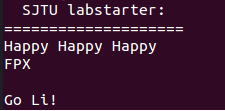 SJTU labstarter:
====================
Happy Happy Happy
FPX
Go Li!